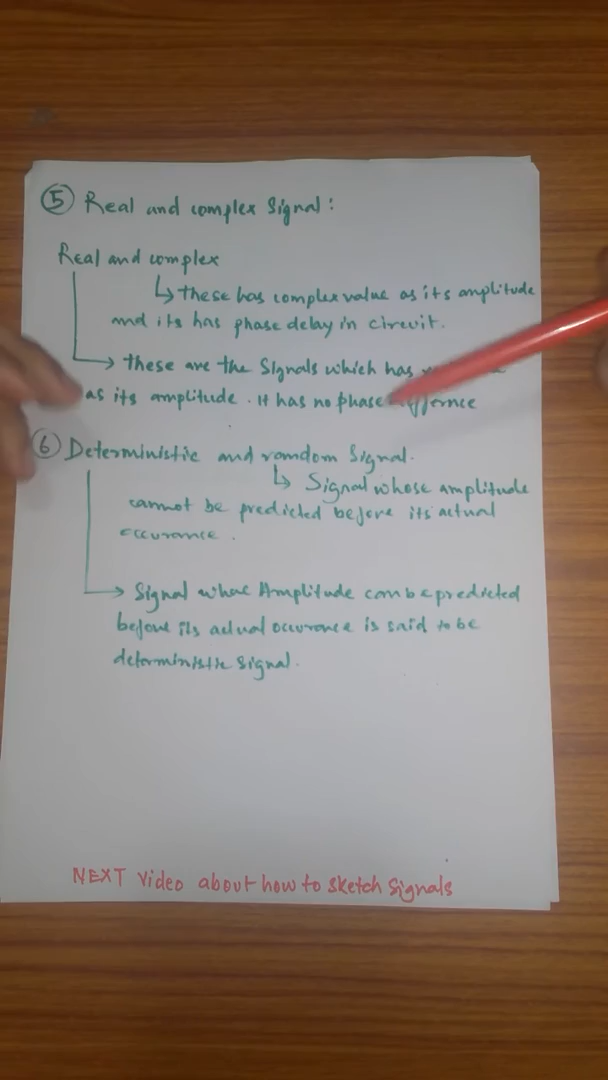 ⑤ Real and complex Signal:
Real and complex
↳ These has complex value as its amplitude
and its has phase delay in circuit.
→ these are the Signals which has
as its amplitude. It has no phase
⑥ Deterministic and random Signal.
↳ Signal whose amplitude
cannot be predicted before its actual
occurance.
→ Signal whae Amplitude can be predicted
before its actual occurance is said to be
deterministic signal.
NEXT Video about how to sketch signals